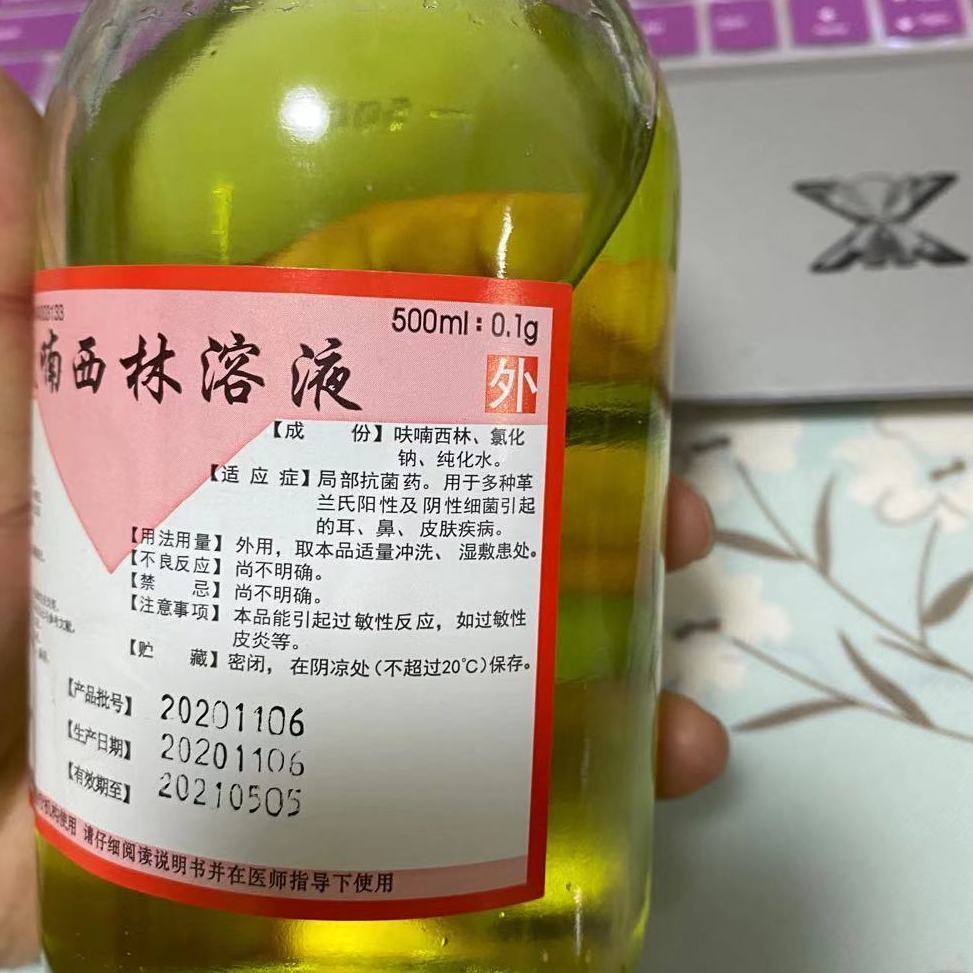 500ml:0.1g
喃西林溶液
外
【成 份】呋喃西林、氯化
钠、纯化水。
【适应症】局部抗菌药。用于多种革
兰氏阳性及阴性细菌引起
的耳、鼻、皮肤疾病。
【用法用量】外用，取本品适量冲洗、湿敷患处。
【不良反应】尚不明确。
【禁 忌】尚不明确。
【注意事项】本品能引起过敏性反应，如过敏性
皮炎等。
【贮 藏】密闭，在阴凉处(不超过20℃)保存。
【产品批号】20201106
【生产日期】20201106
【有效期至】20210505
机构使用 请仔细阅读说明书并在医师指导下使用